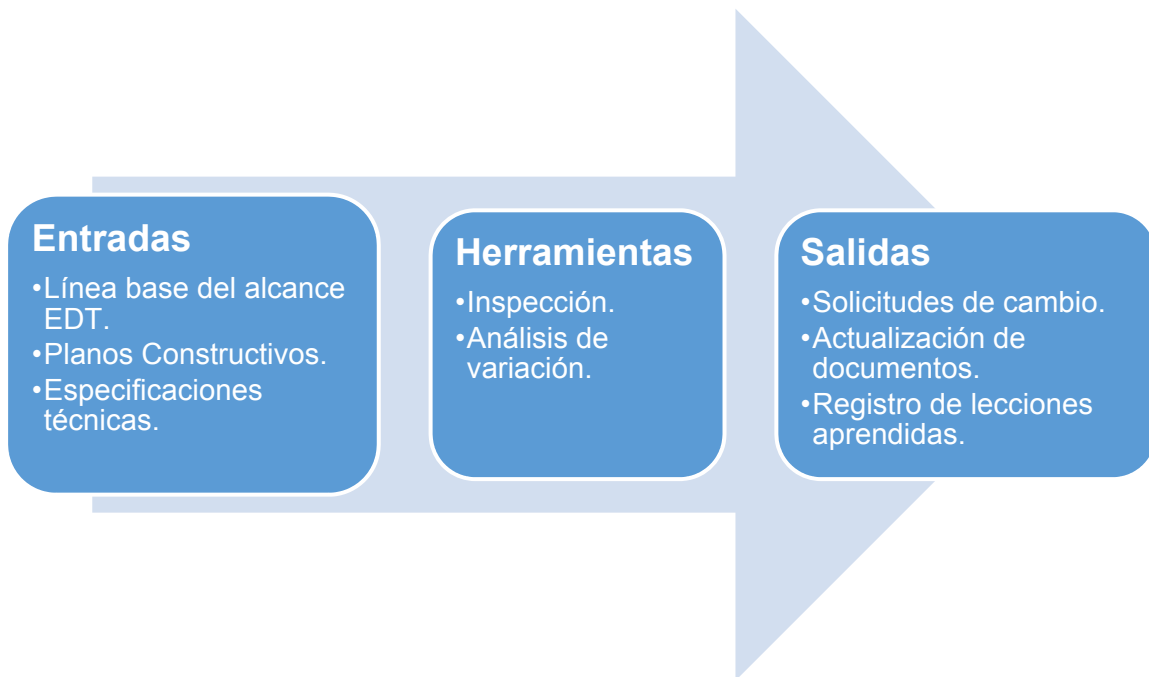 Entradas
•Línea base del alcance
EDT.
•Planos Constructivos.
•Especificaciones
técnicas.
Herramientas
•Inspección.
•Análisis de
variación.
Salidas
•Solicitudes de cambio.
•Actualización de
documentos.
•Registro de lecciones
aprendidas.